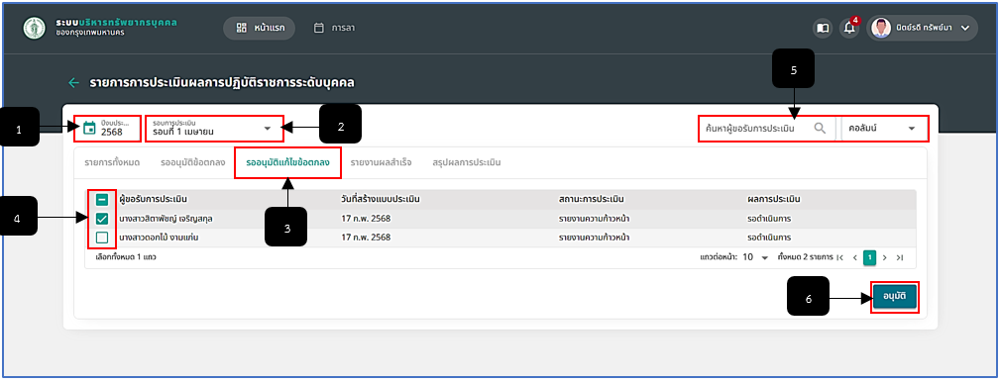 ระบบบริหารทรัพยากรบุคคล
ของกรุงเทพมหานคร
หน้าแรก
การลา
4
นิตย์รดี ทรัพย์มา
รายการการประเมินผลการปฏิบัติราชการระดับบุคคล
5
1
ปีงบประ...
2568
รอบการประเมิน
รอบที่ 1 เมษายน
2
ค้นหาผู้ขอรับการประเมิน
คอลัมน์
รายการทั้งหมด
รออนุมัติข้อตกลง
รออนุมัติแก้ไขข้อตกลง
รายงานผลสำเร็จ
สรุปผลการประเมิน
ผู้ขอรับการประเมิน วันที่สร้างแบบประเมิน สถานะการประเมิน ผลการประเมิน
4
นางสาวสิตาพัชญ์ เจริญสกุล 17 ก.พ. 2568 รายงานความก้าวหน้า รอดำเนินการ
3
นางสาวดอกไม้ งามแก่น 17 ก.พ. 2568 รายงานความก้าวหน้า รอดำเนินการ
เลือกทั้งหมด 1 แถว
แถวต่อหน้า: 10 ทั้งหมด 2 รายการ 1
6
อนุมัติ